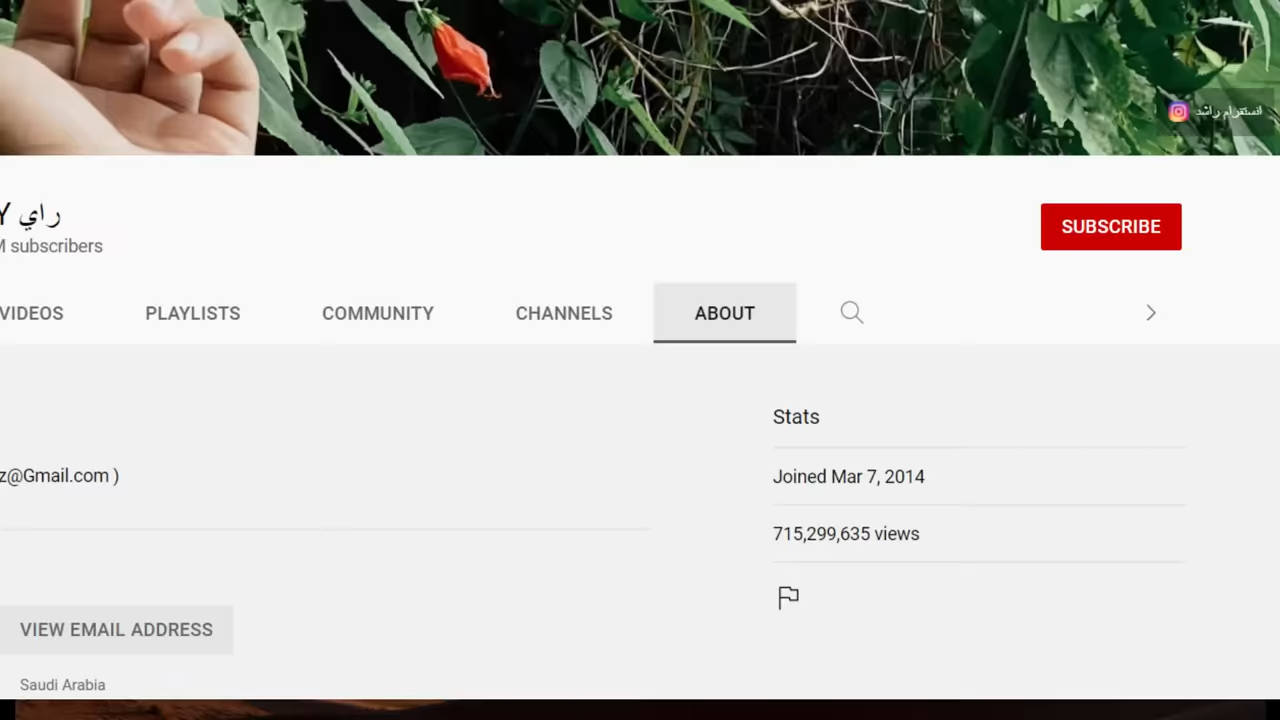 انستقرام راشد
Y راي
M subscribers
SUBSCRIBE
VIDEOS
PLAYLISTS
COMMUNITY
CHANNELS
ABOUT
Stats
z@Gmail.com )
Joined Mar 7, 2014
715,299,635 views
VIEW EMAIL ADDRESS
Saudi Arabia